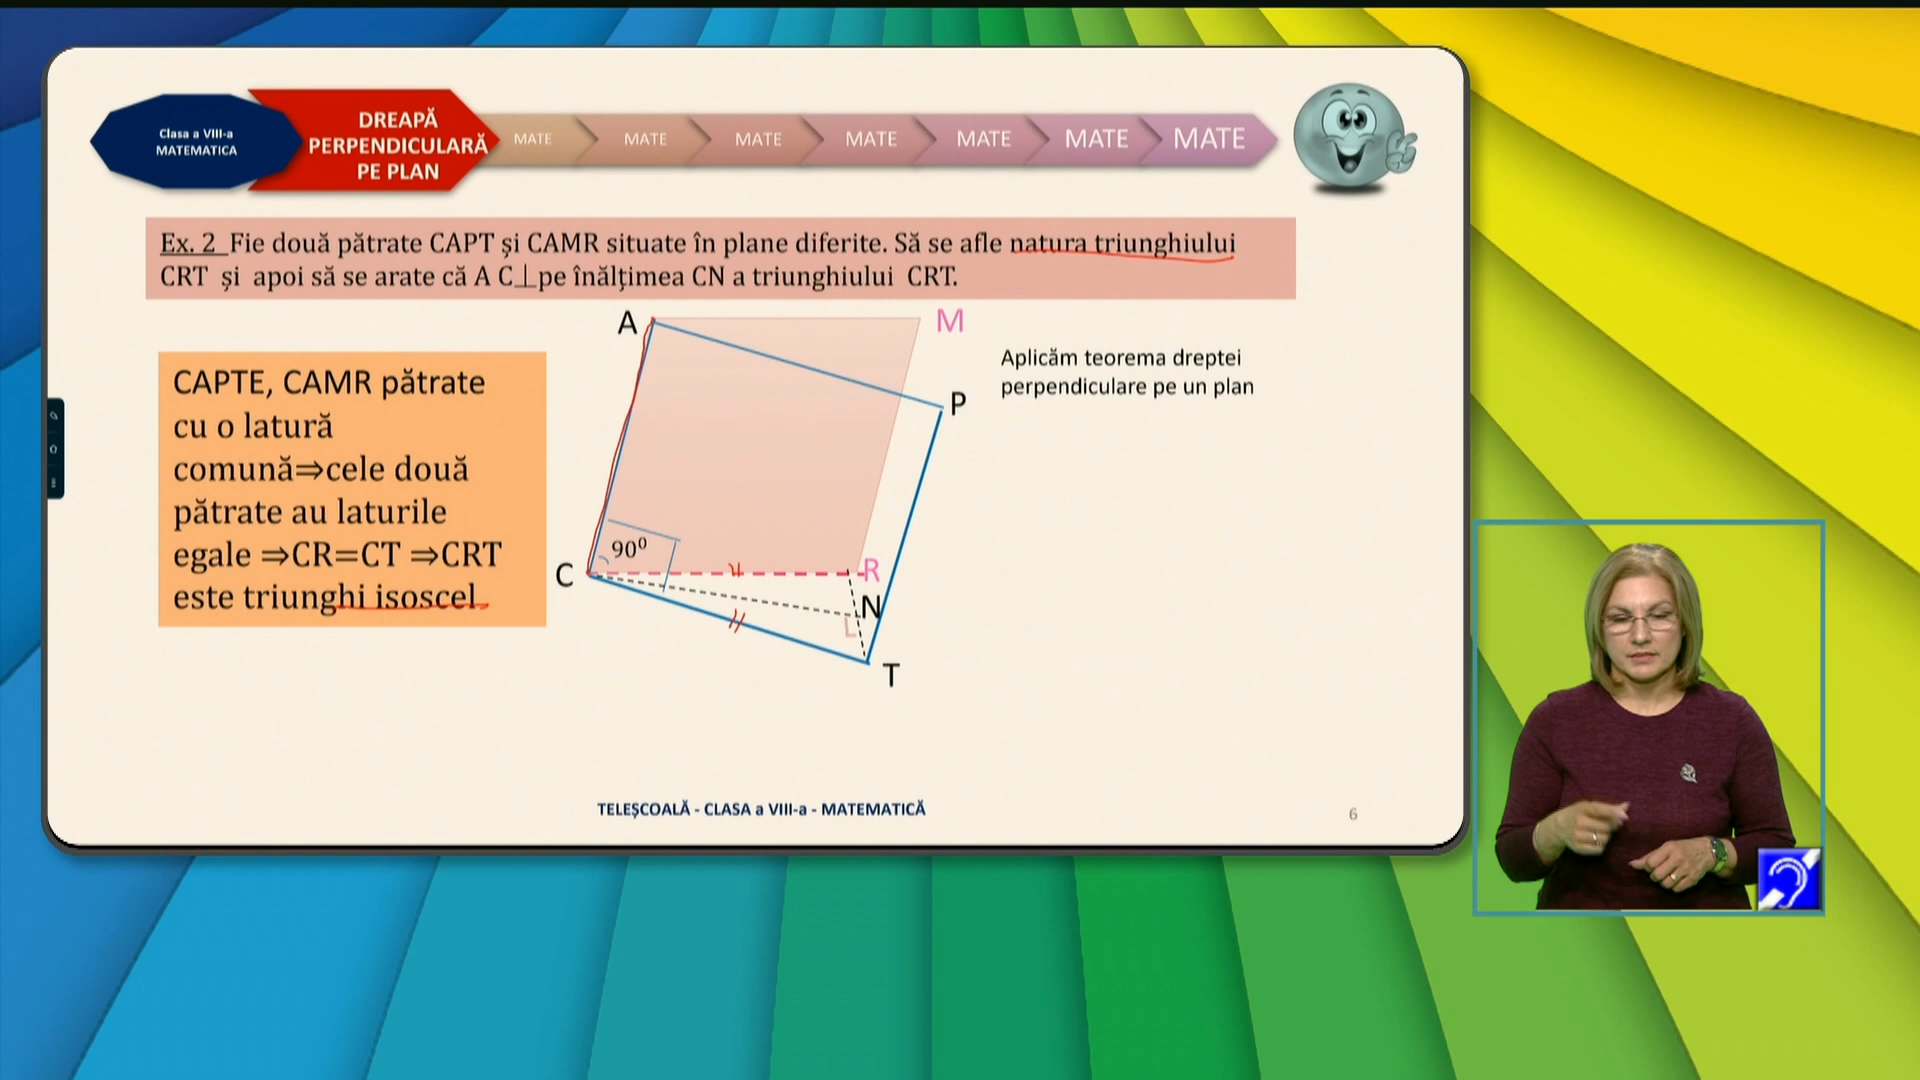 Clasa a VIII-a
MATEMATICA
DREAPĂ
PERPENDICULARĂ
PE PLAN
MATE MATE MATE MATE MATE MATE MATE
Ex. 2 Fie două pătrate CAPT și CAMR situate în plane diferite. Să se afle natura triunghiului
CRT și apoi să se arate că A C⊥pe înălțimea CN a triunghiului CRT.
CAPTE, CAMR pătrate
cu o latură
comună⇒cele două
pătrate au laturile
egale ⇒CR=CT ⇒CRT
este triunghi isoscel
A
M
P
90⁰
C
R
N
T
Aplicăm teorema dreptei
perpendiculare pe un plan
TELEȘCOALĂ - CLASA a VIII-a - MATEMATICĂ
6